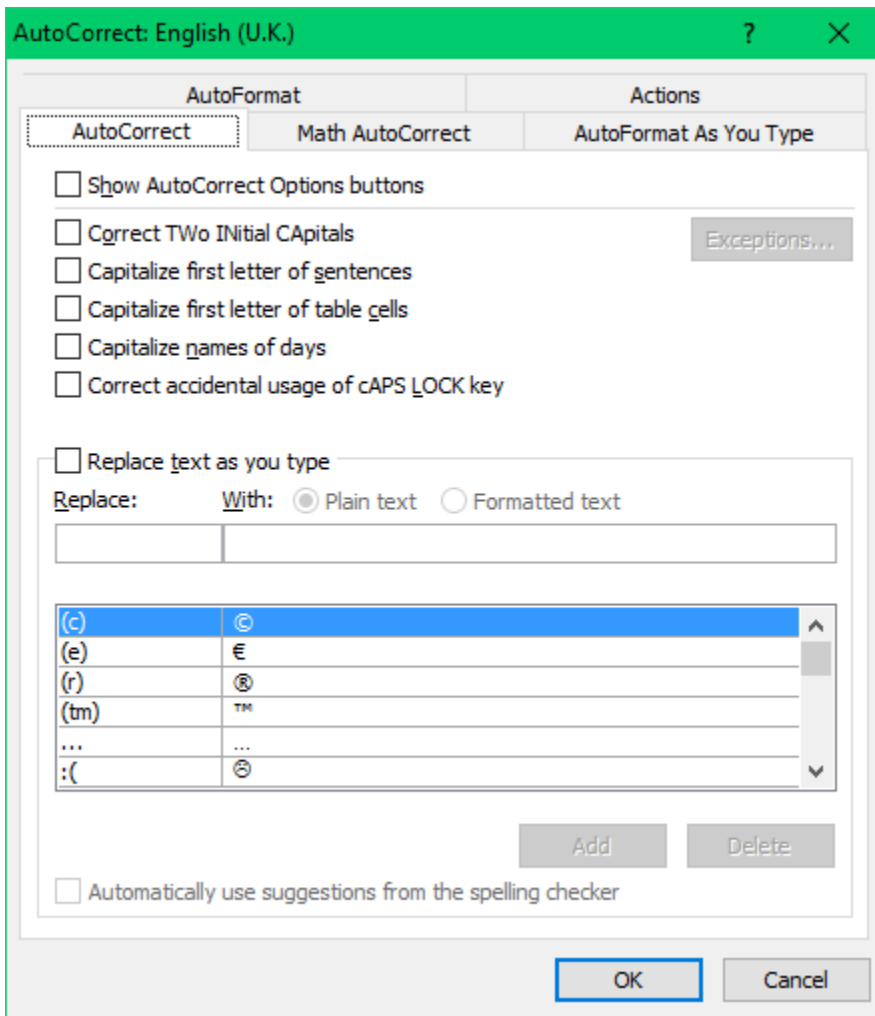 AutoCorrect: English (U.K.) ?
AutoFormat Actions
AutoCorrect Math AutoCorrect AutoFormat As You Type
Show AutoCorrect Options buttons
Correct TWo INitial CApitals Exceptions...
Capitalize first letter of sentences
Capitalize first letter of table cells
Capitalize names of days
Correct accidental usage of cAPS LOCK key
Replace text as you type
Replace: With: Plain text Formatted text
(c) ©
(e) €
(r) ®
(tm) ™
... …
:( ☹
Add Delete
Automatically use suggestions from the spelling checker
OK Cancel